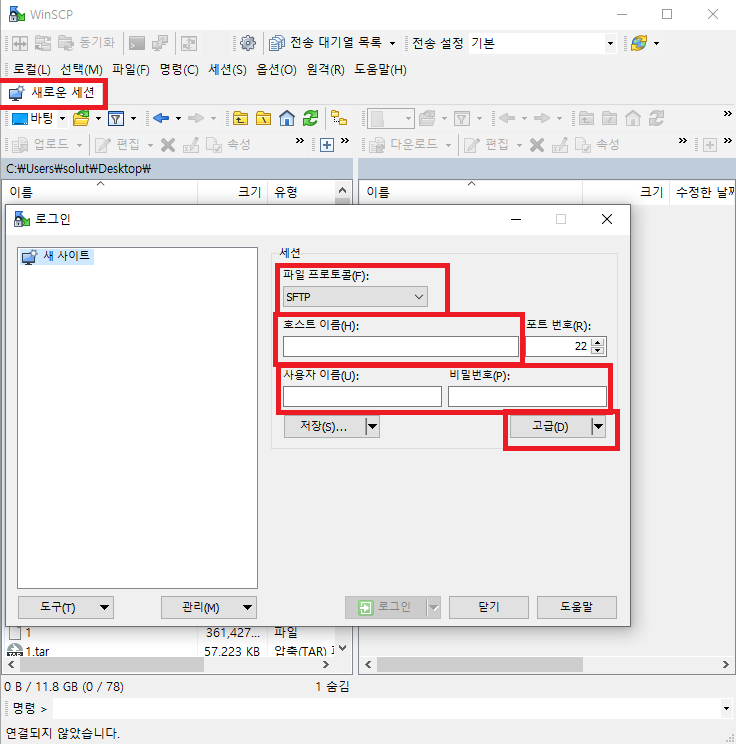 WinSCP
동기화 전송 대기열 목록 전송 설정 기본
로컬(L) 선택(M) 파일(F) 명령(C) 세션(S) 옵션(O) 원격(R) 도움말(H)
새로운 세션
바탕
업로드 편집 속성 다운로드 편집 속성
C:\Users\solut\Desktop\
이름 크기 유형 이름 크기 수정한 날짜
로그인
새 사이트
세션
파일 프로토콜(F):
SFTP
호스트 이름(H): 포트 번호(R):
22
사용자 이름(U): 비밀번호(P):
저장(S)... 고급(D)
도구(T) 관리(M) 로그인 닫기 도움말
1 361,427... 파일
1.tar 57,223 KB 압축(TAR)
0 B / 11.8 GB (0 / 78) 1 숨김
명령 >
연결되지 않았습니다.